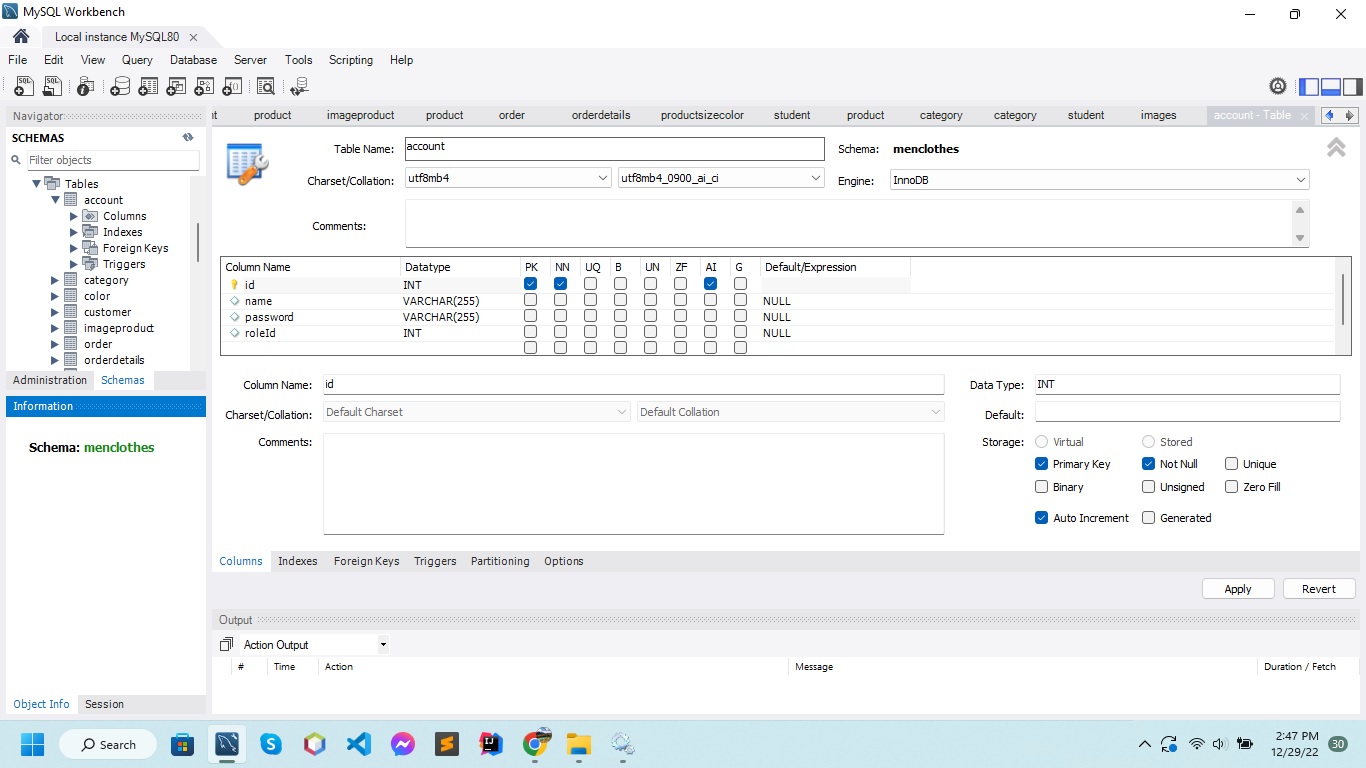 MySQL Workbench
Local instance MySQL80
File Edit View Query Database Server Tools Scripting Help
Navigator
SCHEMAS
Filter objects
Tables
account
Columns
Indexes
Foreign Keys
Triggers
category
color
customer
imageproduct
order
orderdetails
Administration Schemas
Information
Schema: menclothes
Object Info Session
product imageproduct product order orderdetails productsizecolor student product category category student images account - Table
Table Name: account Schema: menclothes
Charset/Collation: utf8mb4 utf8mb4_0900_ai_ci Engine: InnoDB
Comments:
Column Name Datatype PK NN UQ B UN ZF AI G Default/Expression
id INT
name VARCHAR(255) NULL
password VARCHAR(255) NULL
roleId INT NULL
Column Name: id Data Type: INT
Charset/Collation: Default Charset Default Collation Default:
Comments: Storage: Virtual Stored
Primary Key Not Null Unique
Binary Unsigned Zero Fill
Auto Increment Generated
Columns Indexes Foreign Keys Triggers Partitioning Options
Apply Revert
Output
Action Output
# Time Action Message Duration / Fetch
Search
2:47 PM
12/29/22
30